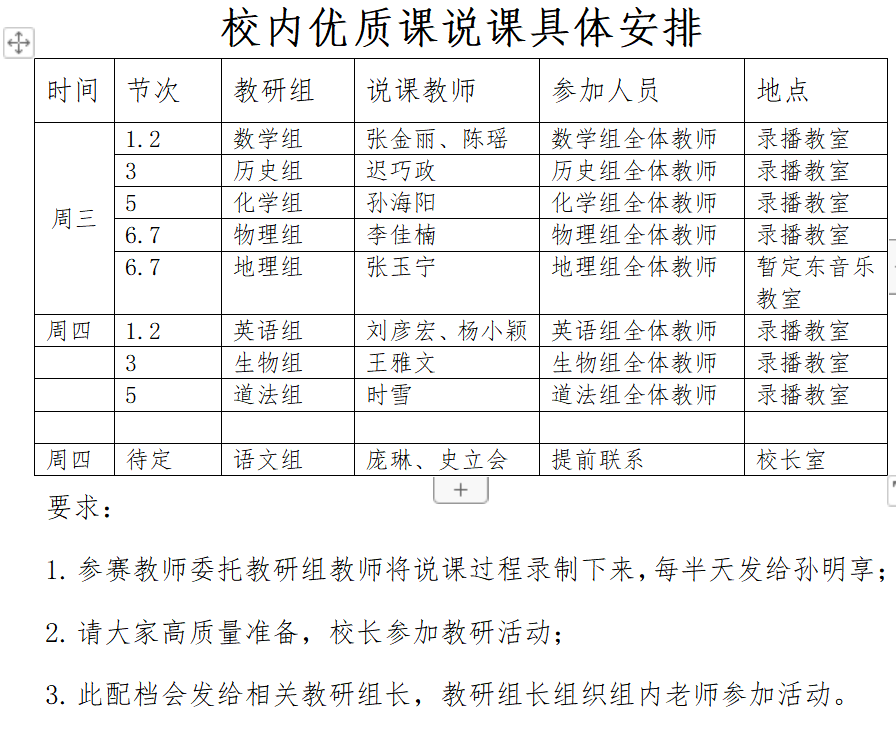 校内优质课说课具体安排
时间 节次 教研组 说课教师 参加人员 地点
周三 1.2 数学组 张金丽、陈瑶 数学组全体教师 录播教室
3 历史组 迟巧政 历史组全体教师 录播教室
5 化学组 孙海阳 化学组全体教师 录播教室
6.7 物理组 李佳楠 物理组全体教师 录播教室
6.7 地理组 张玉宁 地理组全体教师 暂定东音乐
教室
周四 1.2 英语组 刘彦宏、杨小颖 英语组全体教师 录播教室
3 生物组 王雅文 生物组全体教师 录播教室
5 道法组 时雪 道法组全体教师 录播教室
周四 待定 语文组 庞琳、史立会 提前联系 校长室
要求：
1. 参赛教师委托教研组教师将说课过程录制下来，每半天发给孙明享；
2. 请大家高质量准备，校长参加教研活动；
3. 此配档会发给相关教研组长，教研组长组织组内老师参加活动。